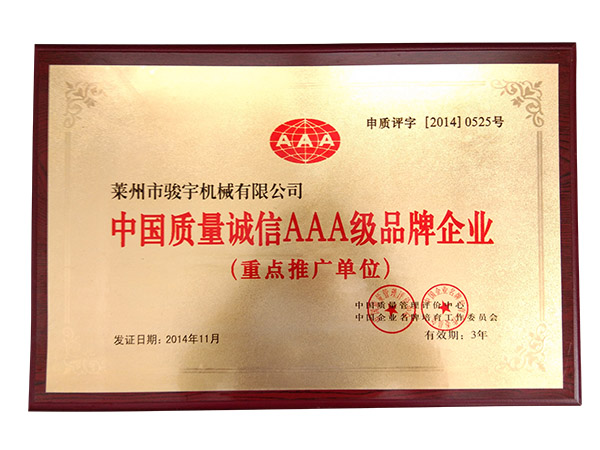 AAA
申质评字 [2014] 0525号
莱州市骏宇机械有限公司
中国质量诚信AAA级品牌企业
(重点推广单位)
中国质量管理评价中心
中国企业名牌培育工作委员会
发证日期: 2014年11月
有效期: 3年